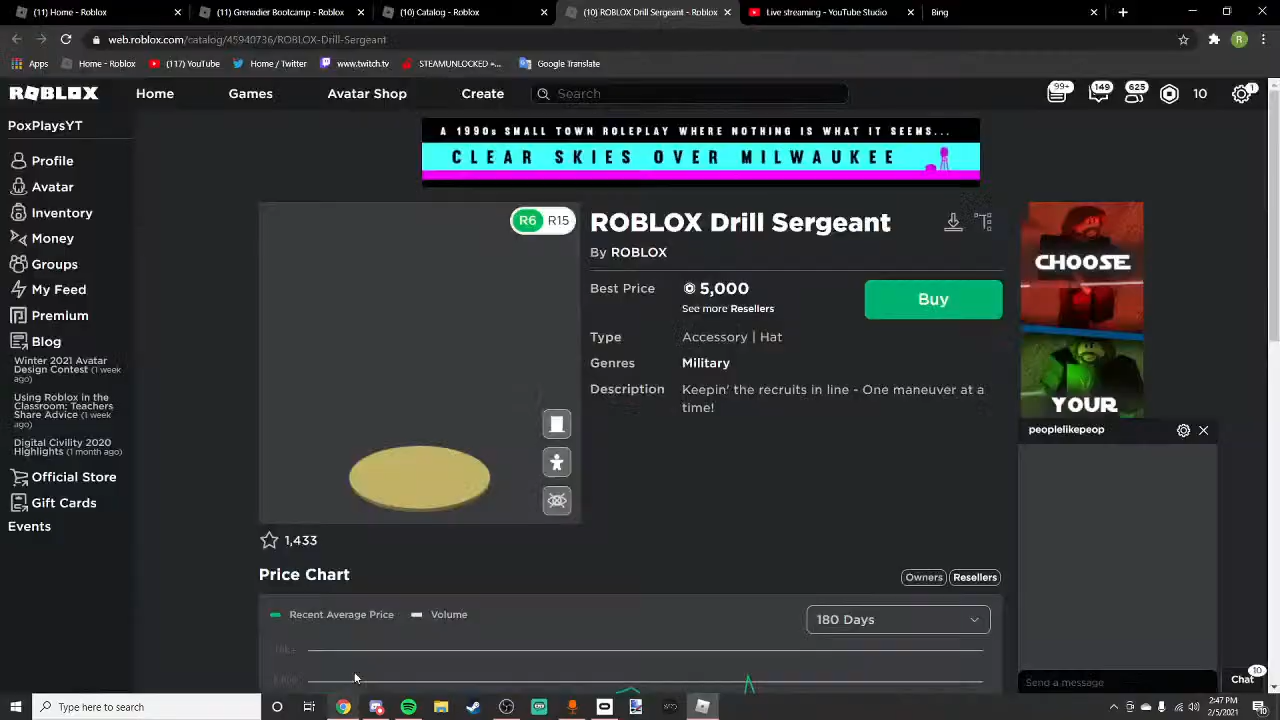 (11) Home - Roblox
(11) Grenadier Bootcamp - Roblox
(10) Catalog - Roblox
(10) ROBLOX Drill Sergeant - Roblox
Live streaming - YouTube Studio
Bing
web.roblox.com/catalog/45940736/ROBLOX-Drill-Sergeant
R
Apps
Home - Roblox
(117) YouTube
Home / Twitter
www.twitch.tv
STEAMUNLOCKED »...
Google Translate
ROBLOX
Home
Games
Avatar Shop
Create
Search
99+
149
625
10
1
PoxPlaysYT
Profile
Avatar
Inventory
Money
Groups
My Feed
Premium
Blog
Winter 2021 Avatar
Design Contest (1 week
ago)
Using Roblox in the
Classroom: Teachers
Share Advice (1 week
ago)
Digital Civility 2020
Highlights (1 month ago)
Official Store
Gift Cards
Events
A 1990s SMALL TOWN ROLEPLAY WHERE NOTHING IS WHAT IT SEEMS...
CLEAR SKIES OVER MILWAUKEE
R6 R15
ROBLOX Drill Sergeant
By ROBLOX
Best Price
5,000
See more Resellers
Buy
Type
Accessory | Hat
Genres
Military
Description
Keepin' the recruits in line - One maneuver at a
time!
1,433
Price Chart
Owners
Resellers
Recent Average Price
Volume
180 Days
CHOOSE
YOUR
peoplelikepeop
Send a message
Chat
10
Type here to search
2:47 PM
2/5/2021